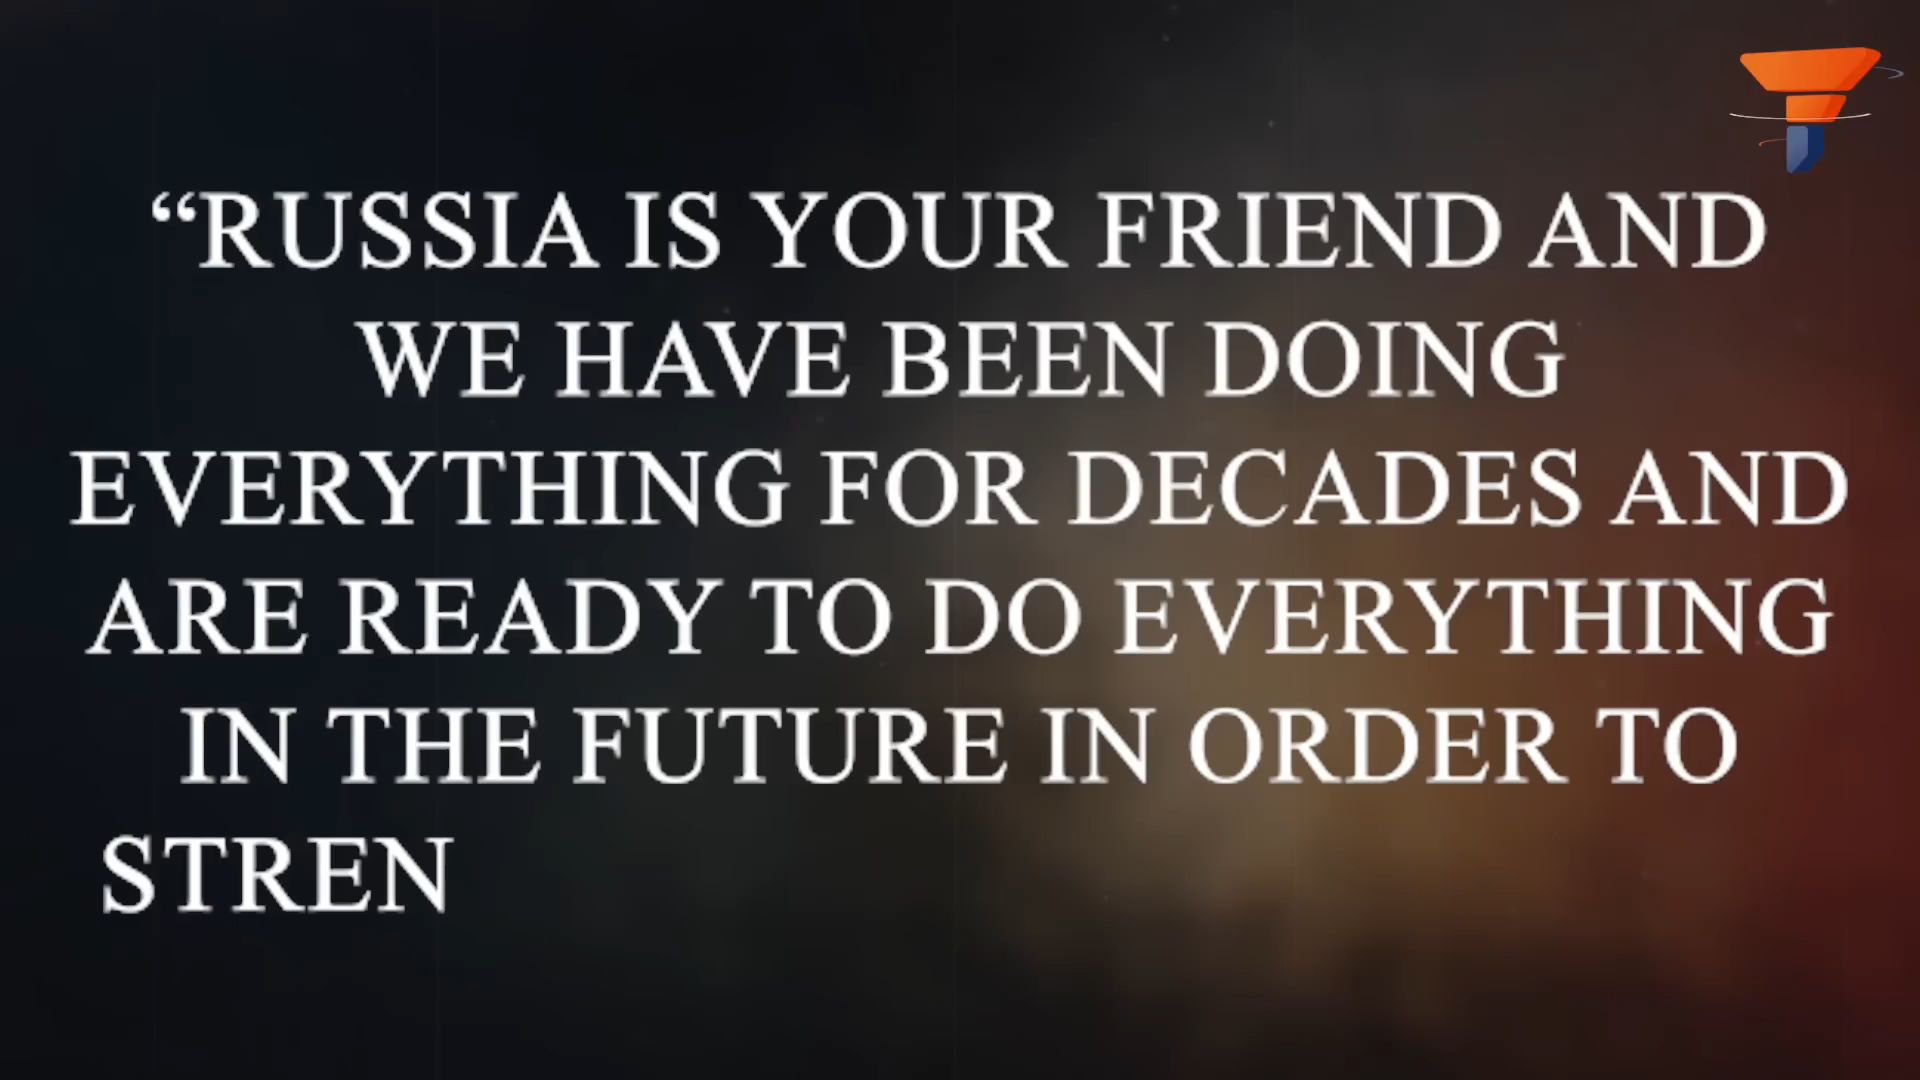 “RUSSIA IS YOUR FRIEND AND
WE HAVE BEEN DOING
EVERYTHING FOR DECADES AND
ARE READY TO DO EVERYTHING
IN THE FUTURE IN ORDER TO
STREN